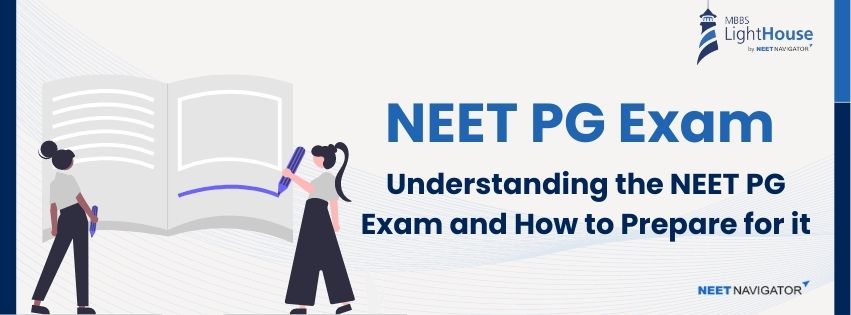 MBBS
LightHouse
by NEETNAVIGATOR
NEET PG Exam
Understanding the NEET PG
Exam and How to Prepare for it
NEETNAVIGATOR